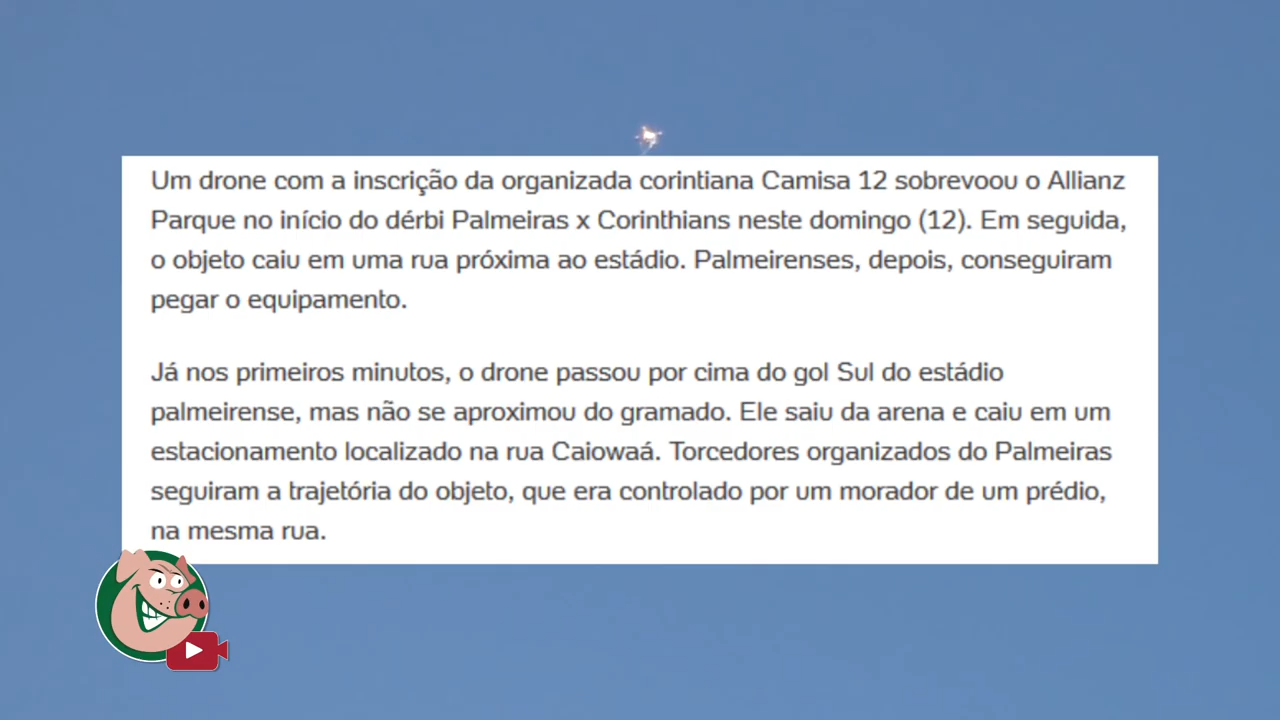 Um drone com a inscrição da organizada corintiana Camisa 12 sobrevoou o Allianz
Parque no início do dérbi Palmeiras x Corinthians neste domingo (12). Em seguida,
o objeto caiu em uma rua próxima ao estádio. Palmeirenses, depois, conseguiram
pegar o equipamento.
Já nos primeiros minutos, o drone passou por cima do gol Sul do estádio
palmeirense, mas não se aproximou do gramado. Ele saiu da arena e caiu em um
estacionamento localizado na rua Caiowaá. Torcedores organizados do Palmeiras
seguiram a trajetória do objeto, que era controlado por um morador de um prédio,
na mesma rua.